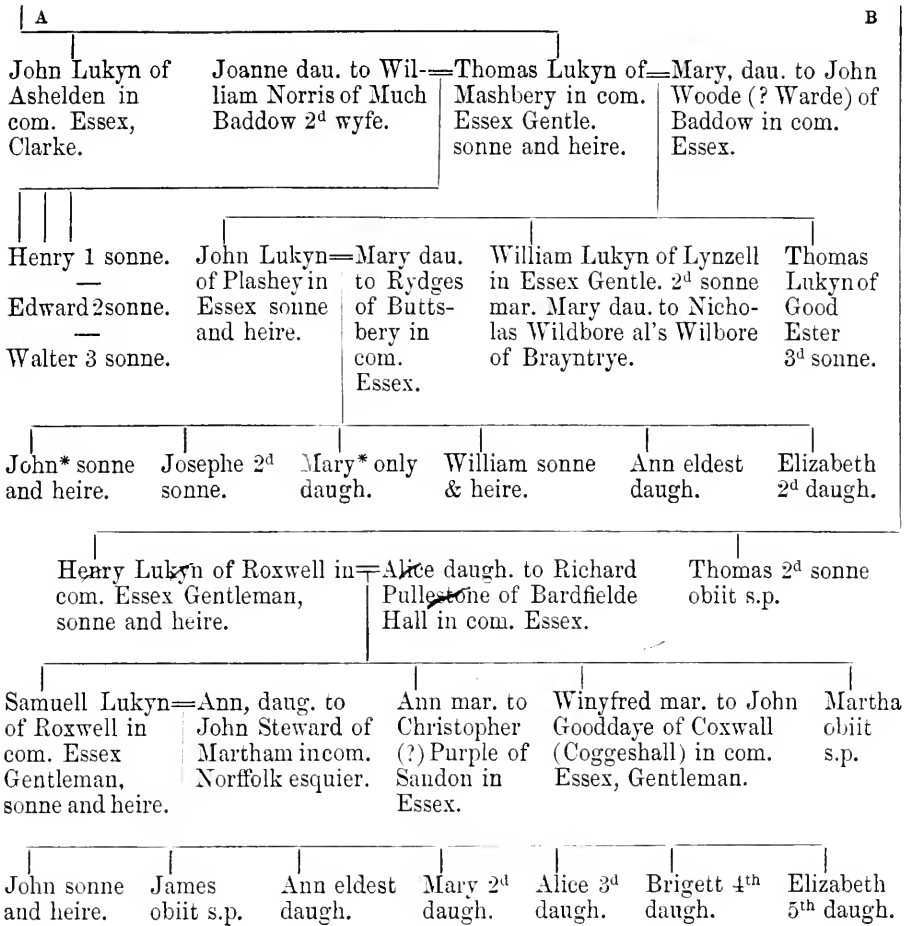 A B
John Lukyn of
Ashelden in
com. Essex,
Clarke.
Joanne dau. to Wil-
liam Norris of Much
Baddow 2d wyfe.
Thomas Lukyn of
Mashbery in com.
Essex Gentle.
sonne and heire.
Mary, dau. to John
Woode (? Warde) of
Baddow in com.
Essex.
Henry 1 sonne.
—
Edward 2 sonne.
—
Walter 3 sonne.
John Lukyn
of Plashey in
Essex sonne
and heire.
Mary dau.
to Rydges
of Butts-
bery in
com.
Essex.
William Lukyn of Lynzell
in Essex Gentle. 2d sonne
mar. Mary dau. to Nicho-
las Wildbore al's Wilbore
of Brayntrye.
Thomas
Lukyn of
Good
Ester
3d sonne.
John* sonne
and heire.
Josephe 2d
sonne.
Mary* only
daugh.
William sonne
& heire.
Ann eldest
daugh.
Elizabeth
2d daugh.
Henry Lukyn of Roxwell in
com. Essex Gentleman,
sonne and heire.
Alice daugh. to Richard
Pullestone of Bardfielde
Hall in com. Essex.
Thomas 2d sonne
obiit s.p.
Samuell Lukyn
of Roxwell in
com. Essex
Gentleman,
sonne and heire.
Ann, daug. to
John Steward of
Martham in com.
Norffolk esquier.
Ann mar. to
Christopher
(?) Purple of
Sandon in
Essex.
Winyfred mar. to John
Gooddaye of Coxwall
(Coggeshall) in com.
Essex, Gentleman.
Martha
obiit
s.p.
John sonne
and heire.
James
obiit s.p.
Ann eldest
daugh.
Mary 2d
daugh.
Alice 3d
daugh.
Brigett 4th
daugh.
Elizabeth
5th daugh.